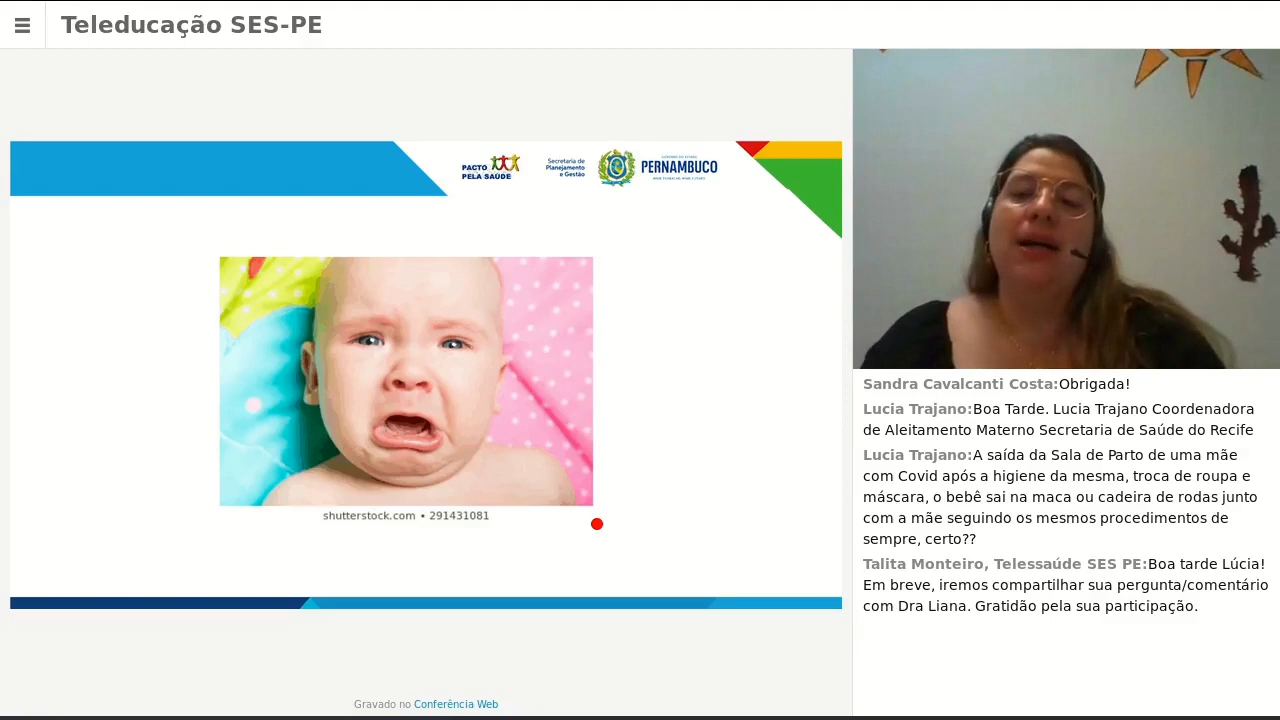 Teleducação SES-PE
PACTO
PELA SAÚDE
Secretaria de
Planejamento
e Gestão
PERNAMBUCO
shutterstock.com • 291431081
Sandra Cavalcanti Costa:Obrigada!
Lucia Trajano:Boa Tarde. Lucia Trajano Coordenadora
de Aleitamento Materno Secretaria de Saúde do Recife
Lucia Trajano:A saída da Sala de Parto de uma mãe
com Covid após a higiene da mesma, troca de roupa e
máscara, o bebê sai na maca ou cadeira de rodas junto
com a mãe seguindo os mesmos procedimentos de
sempre, certo??
Talita Monteiro, Telessaúde SES PE:Boa tarde Lúcia!
Em breve, iremos compartilhar sua pergunta/comentário
com Dra Liana. Gratidão pela sua participação.
Gravado no Conferência Web